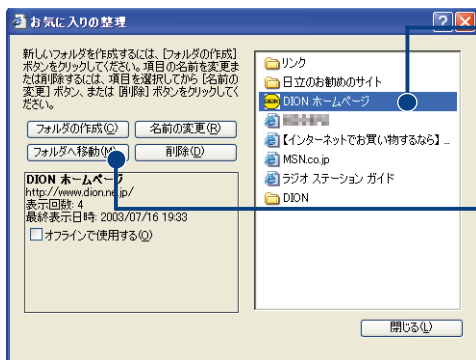 お気に入りの整理
新しいフォルダを作成するには、[フォルダの作成]
ボタンをクリックしてください。項目の名前を変更ま
たは削除するには、項目を選択してから [名前の
変更] ボタン、または [削除] ボタンをクリックしてく
ださい。
フォルダの作成(C) 名前の変更(R)
フォルダへ移動(M)... 削除(D)
DION ホームページ
http://www.dion.ne.jp/
表示回数: 4
最終表示日時: 2003/07/16 19:33
オフラインで使用する(O)
リンク
日立のお勧めのサイト
DION ホームページ
【インターネットでお買い物するなら】 ...
MSN.co.jp
ラジオ ステーション ガイド
DION
閉じる(L)